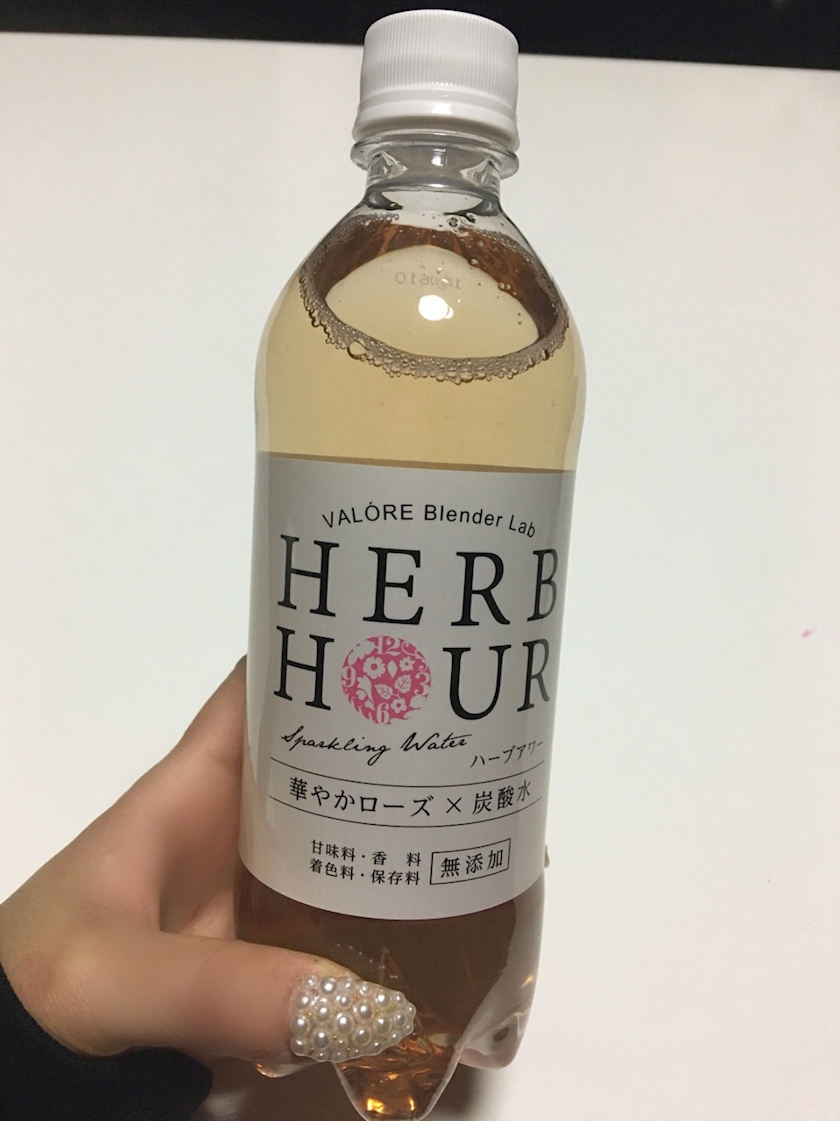 VALÓRE Blender Lab
HERB
HOUR
Sparkling Water
ハーブアワー
華やかローズ×炭酸水
甘味料・香 料
着色料・保存料
無添加